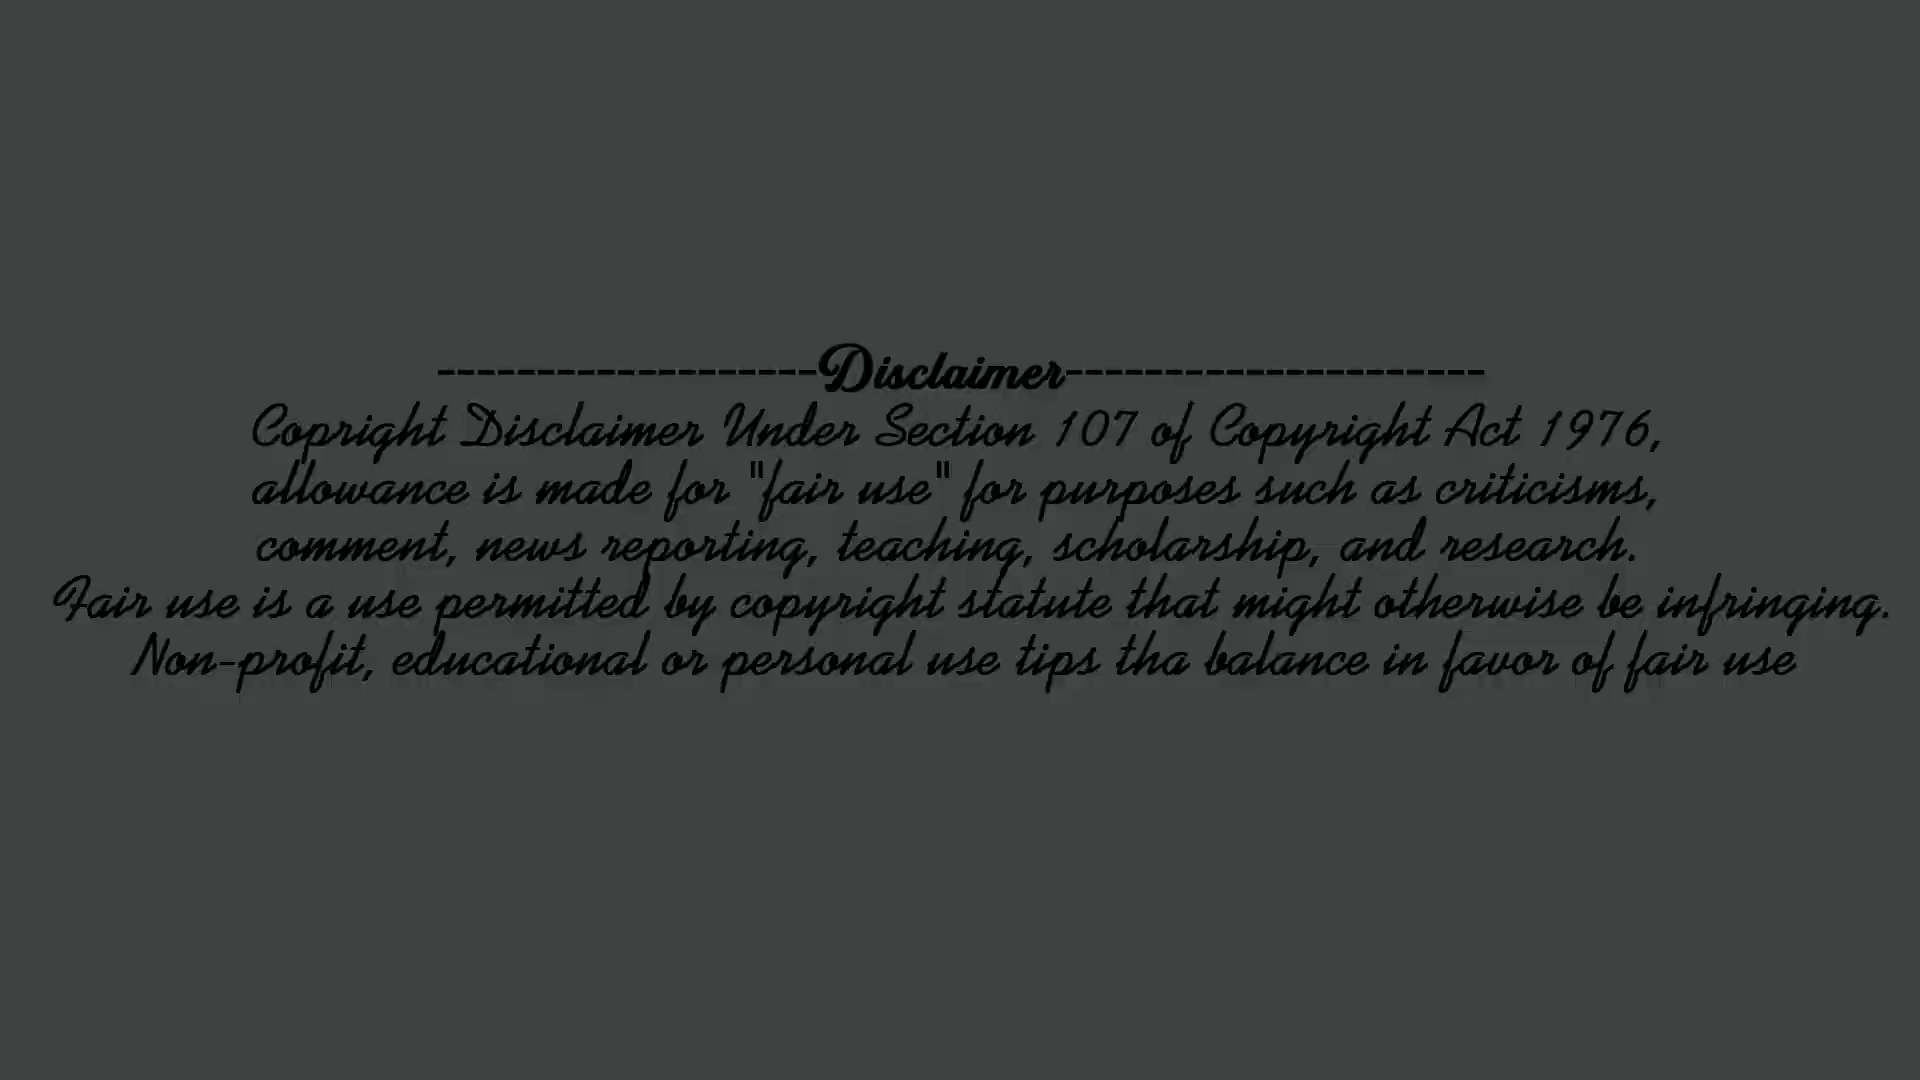 -------------------Disclaimer---------------------
Copright Disclaimer Under Section 107 of Copyright Act 1976,
allowance is made for "fair use" for purposes such as criticisms,
comment, news reporting, teaching, scholarship, and research.
Fair use is a use permitted by copyright statute that might otherwise be infringing.
Non-profit, educational or personal use tips tha balance in favor of fair use